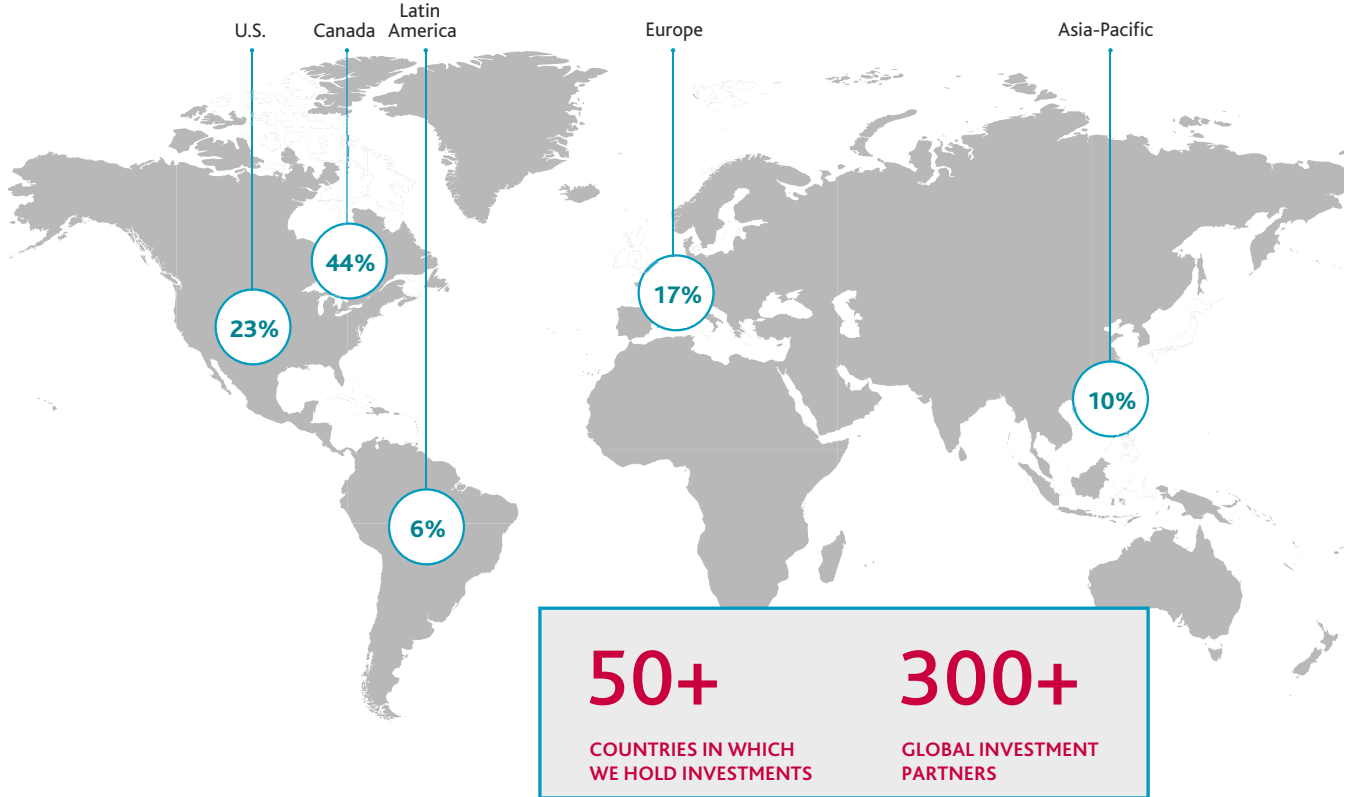 Latin
U.S.
Canada
America
Europe
Asia-Pacific
44%
17%
23%
10%
6%
50+
300+
COUNTRIES IN WHICH
WE HOLD INVESTMENTS
GLOBAL INVESTMENT
PARTNERS